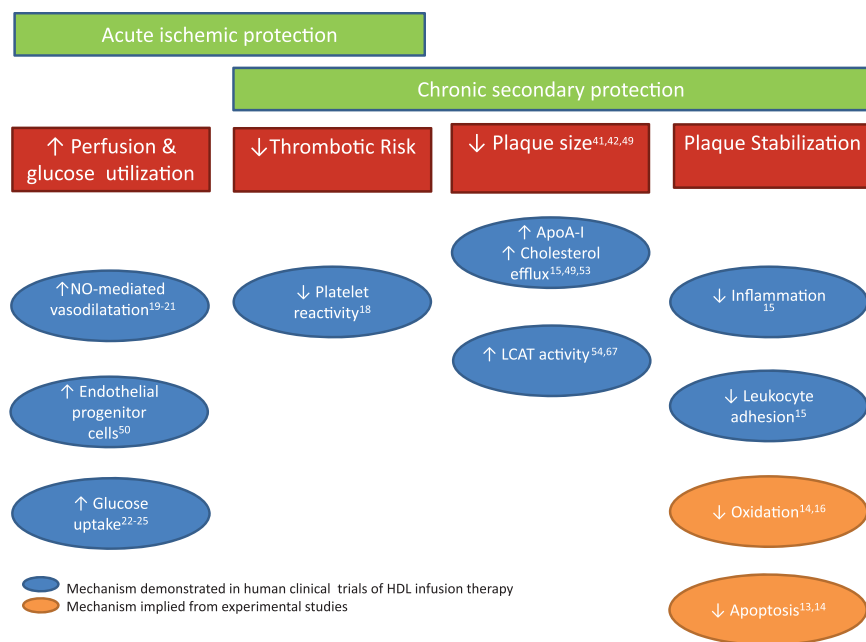 Acute ischemic protection
Chronic secondary protection
↑ Perfusion &
glucose utilization
↓Thrombotic Risk
↓ Plaque size41,42,49
Plaque Stabilization
↑NO-mediated
vasodilatation19-21
↑ Endothelial
progenitor
cells50
↑ Glucose
uptake22-25
↓ Platelet
reactivity18
↑ ApoA-I
↑ Cholesterol
efflux15,49,53
↑ LCAT activity54,67
↓ Inflammation
15
↓ Leukocyte
adhesion15
↓ Oxidation14,16
↓ Apoptosis13,14
Mechanism demonstrated in human clinical trials of HDL infusion therapy
Mechanism implied from experimental studies